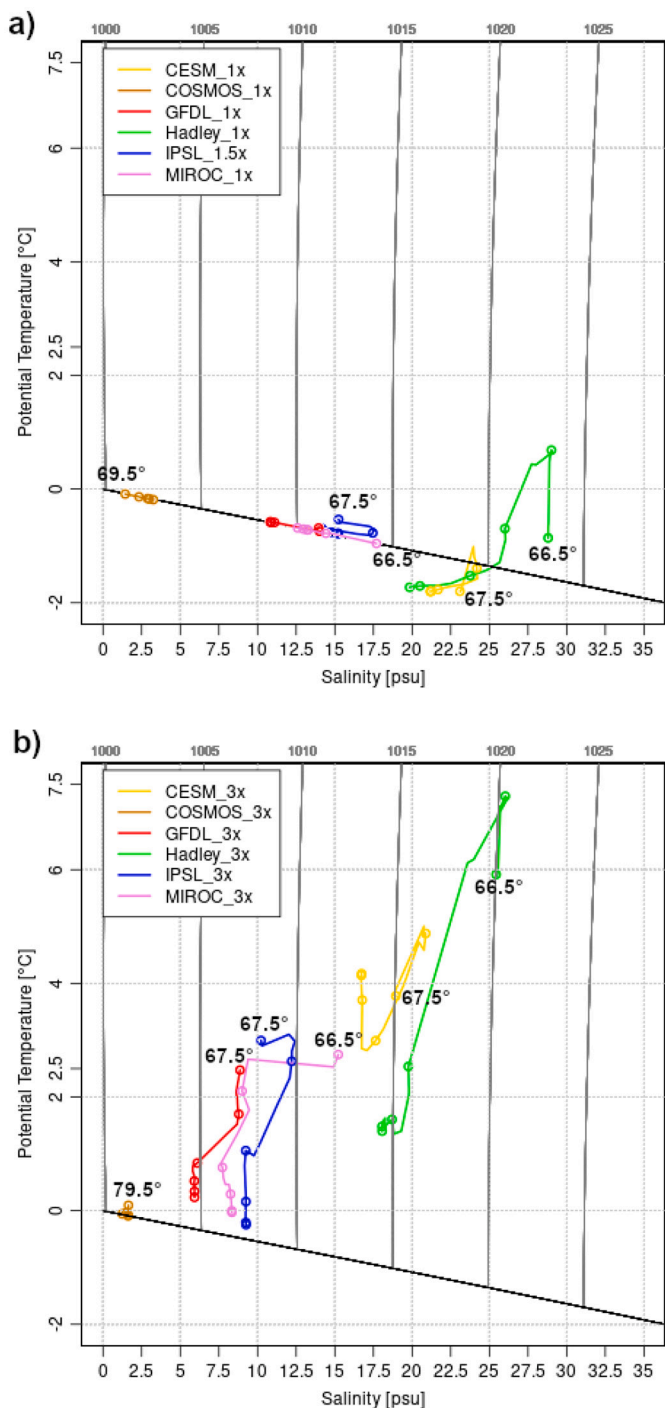 a)
1000 1005 1010 1015 1020 1025
7.5
CESM_1x
COSMOS_1x
GFDL_1x
Hadley_1x
IPSL_1.5x
MIROC_1x
6
4
2.5
2
0
-2
Potential Temperature [°C]
69.5°
67.5°
66.5°
66.5°
67.5°
0 2.5 5 7.5 10 12.5 15 17.5 20 22.5 25 27.5 30 32.5 35
Salinity [psu]
b)
1000 1005 1010 1015 1020 1025
7.5
CESM_3x
COSMOS_3x
GFDL_3x
Hadley_3x
IPSL_3x
MIROC_3x
6
4
2.5
2
0
-2
Potential Temperature [°C]
66.5°
67.5°
67.5°
66.5°
67.5°
79.5°
0 2.5 5 7.5 10 12.5 15 17.5 20 22.5 25 27.5 30 32.5 35
Salinity [psu]